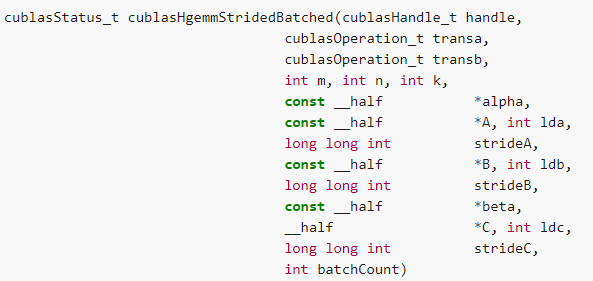 cublasStatus_t cublasHgemmStridedBatched(cublasHandle_t handle,
cublasOperation_t transa,
cublasOperation_t transb,
int m, int n, int k,
const __half *alpha,
const __half *A, int lda,
long long int strideA,
const __half *B, int ldb,
long long int strideB,
const __half *beta,
__half *C, int ldc,
long long int strideC,
int batchCount)